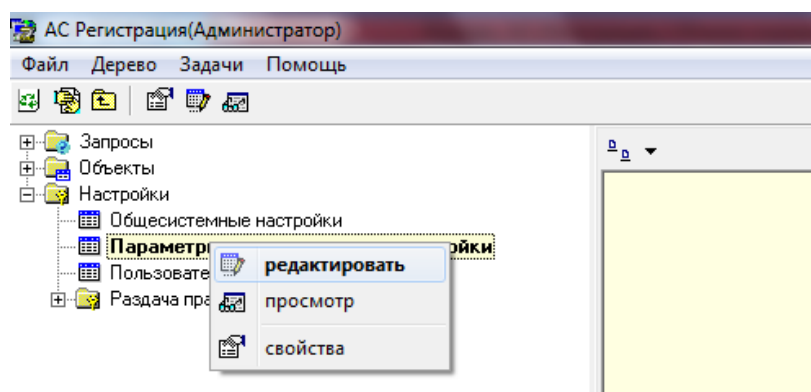 АС Регистрация(Администратор)
Файл Дерево Задачи Помощь
Запросы
Объекты
Настройки
Общесистемные настройки
Параметр ойки
Пользовате
Раздача пра
редактировать
просмотр
свойства